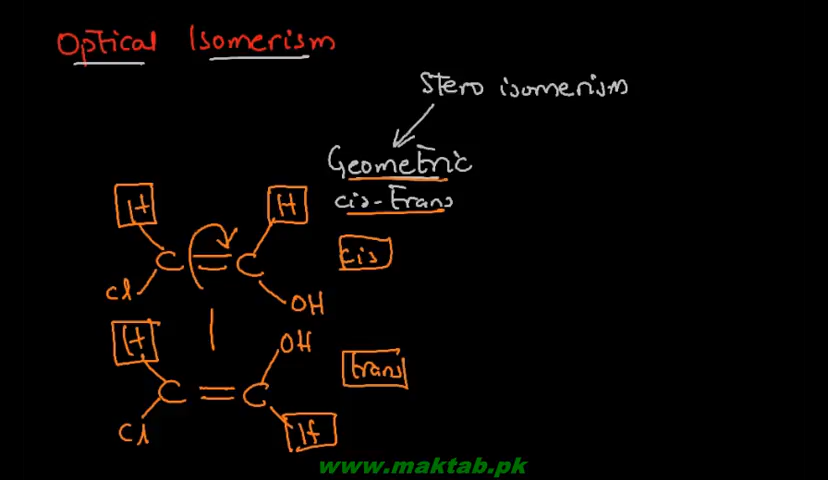 Optical Isomerism
Stero isomerism
Geometric
cis-trans
H H
C = C
cis
Cl
OH
H
OH
trans
C = C
Cl
H
www.maktab.pk